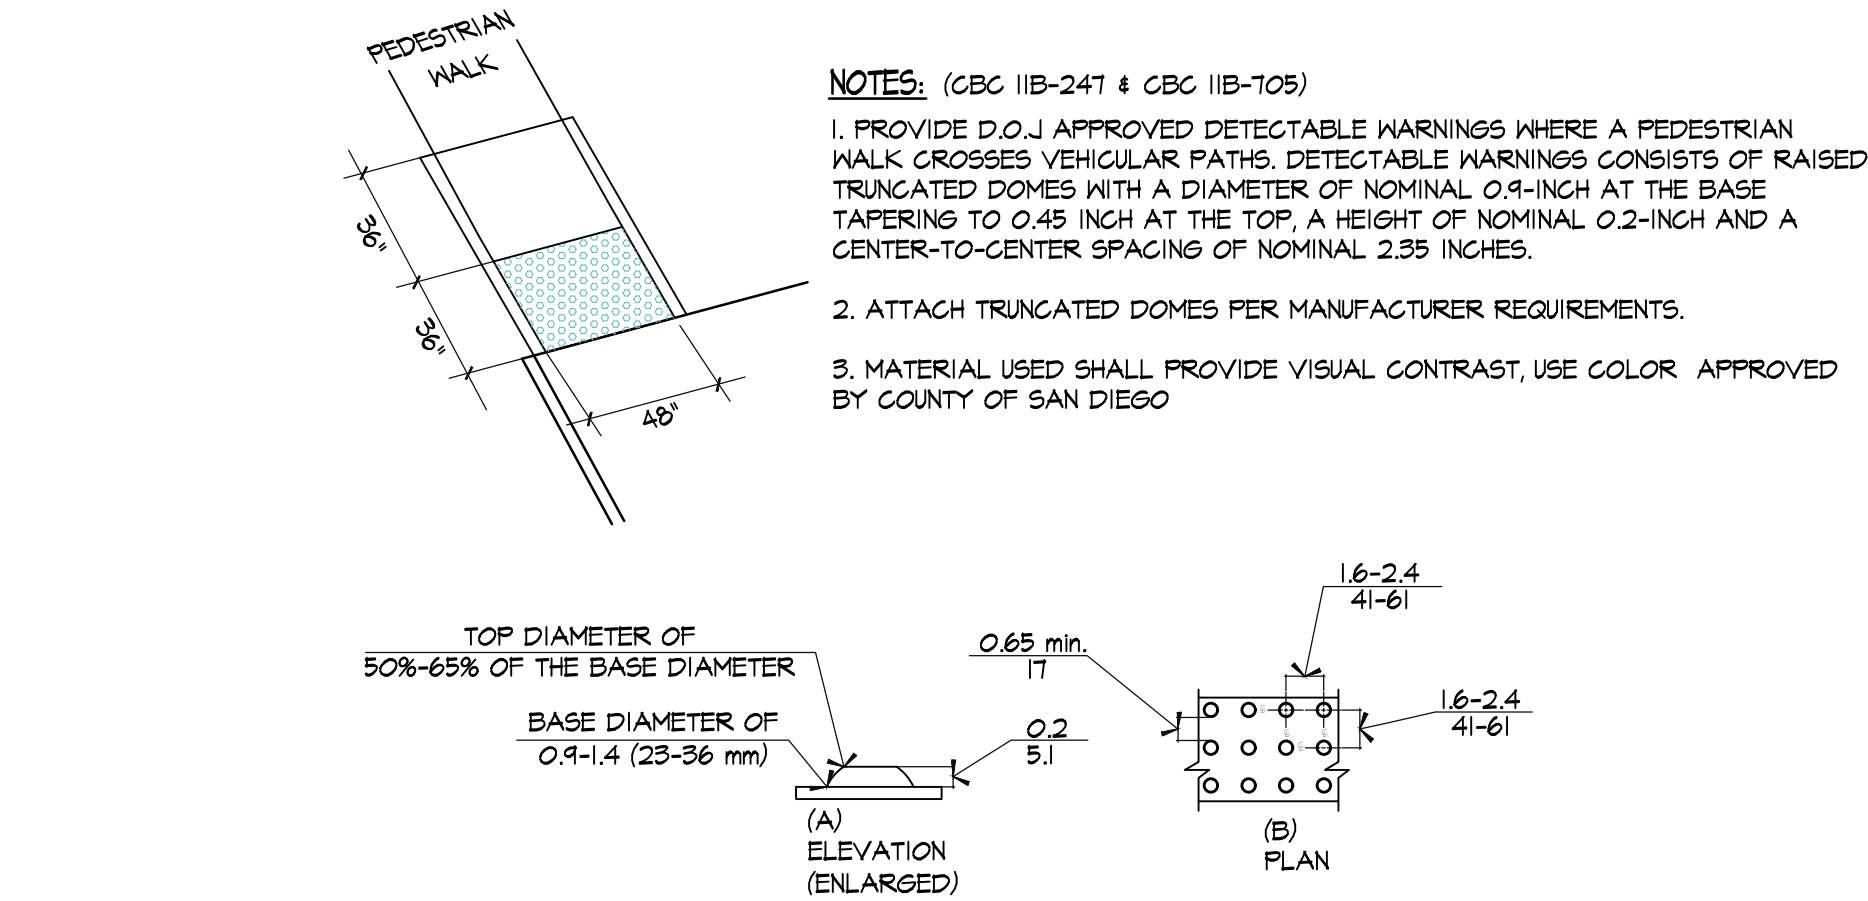 PEDESTRIAN
WALK
36"
36"
48"
NOTES: (CBC 11B-247 & CBC 11B-705)
1. PROVIDE D.O.J APPROVED DETECTABLE WARNINGS WHERE A PEDESTRIAN
WALK CROSSES VEHICULAR PATHS. DETECTABLE WARNINGS CONSISTS OF RAISED
TRUNCATED DOMES WITH A DIAMETER OF NOMINAL 0.9-INCH AT THE BASE
TAPERING TO 0.45 INCH AT THE TOP, A HEIGHT OF NOMINAL 0.2-INCH AND A
CENTER-TO-CENTER SPACING OF NOMINAL 2.35 INCHES.
2. ATTACH TRUNCATED DOMES PER MANUFACTURER REQUIREMENTS.
3. MATERIAL USED SHALL PROVIDE VISUAL CONTRAST, USE COLOR APPROVED
BY COUNTY OF SAN DIEGO
TOP DIAMETER OF
50%-65% OF THE BASE DIAMETER
BASE DIAMETER OF
0.9-1.4 (23-36 mm)
0.2
5.1
(A)
ELEVATION
(ENLARGED)
0.65 min.
17
1.6-2.4
41-61
1.6-2.4
41-61
(B)
PLAN